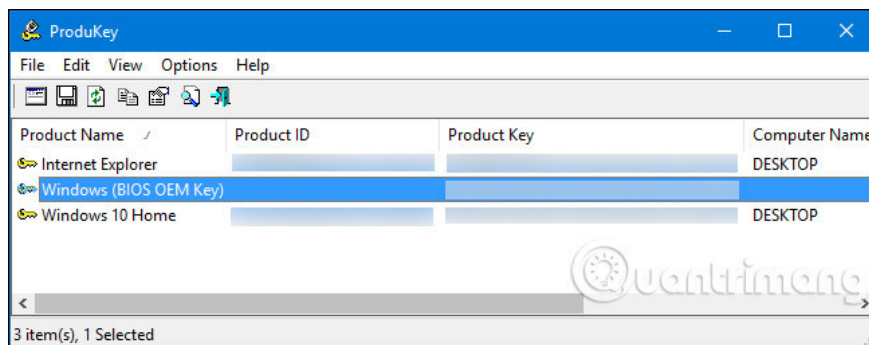 ProduKey
File Edit View Options Help
Product Name Product ID Product Key Computer Name
Internet Explorer DESKTOP
Windows (BIOS OEM Key)
Windows 10 Home DESKTOP
Quantrimang
3 item(s), 1 Selected